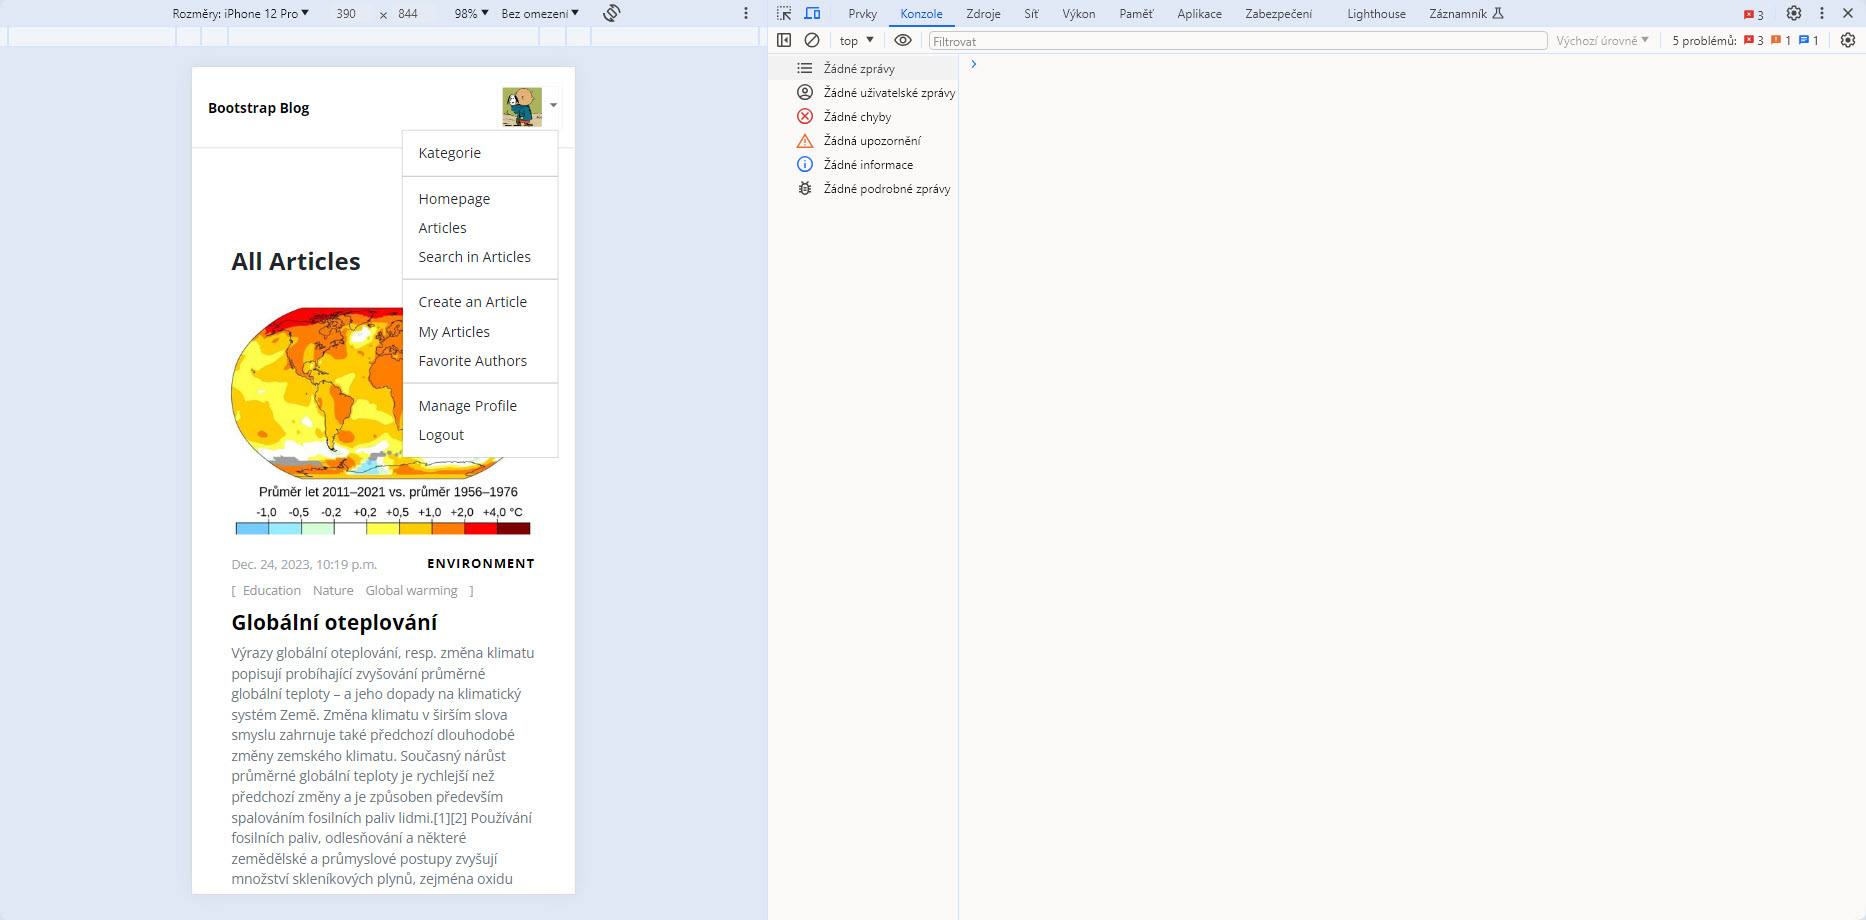 Rozměry: iPhone 12 Pro ▼ 390 × 844 98% ▼ Bez omezení ▼
Prvky Konzole Zdroje Síť Výkon Paměť Aplikace Zabezpečení Lighthouse Záznamník 3
top ▼ Filtrovat Výchozí úrovně ▼ 5 problémů: 3 1 1
Žádné zprávy
Žádné uživatelské zprávy
Žádné chyby
Žádná upozornění
Žádné informace
Žádné podrobné zprávy
Bootstrap Blog
Kategorie
Homepage
Articles
Search in Articles
Create an Article
My Articles
Favorite Authors
Manage Profile
Logout
All Articles
Průměr let 2011–2021 vs. průměr 1956–1976
-1,0 -0,5 -0,2 +0,2 +0,5 +1,0 +2,0 +4,0 °C
Dec. 24, 2023, 10:19 p.m. ENVIRONMENT
[ Education Nature Global warming ]
Globální oteplování
Výrazy globální oteplování, resp. změna klimatu
popisují probíhající zvyšování průměrné
globální teploty – a jeho dopady na klimatický
systém Země. Změna klimatu v širším slova
smyslu zahrnuje také předchozí dlouhodobé
změny zemského klimatu. Současný nárůst
průměrné globální teploty je rychlejší než
předchozí změny a je způsoben především
spalováním fosilních paliv lidmi.[1][2] Používání
fosilních paliv, odlesňování a některé
zemědělské a průmyslové postupy zvyšují
množství skleníkových plynů, zejména oxidu